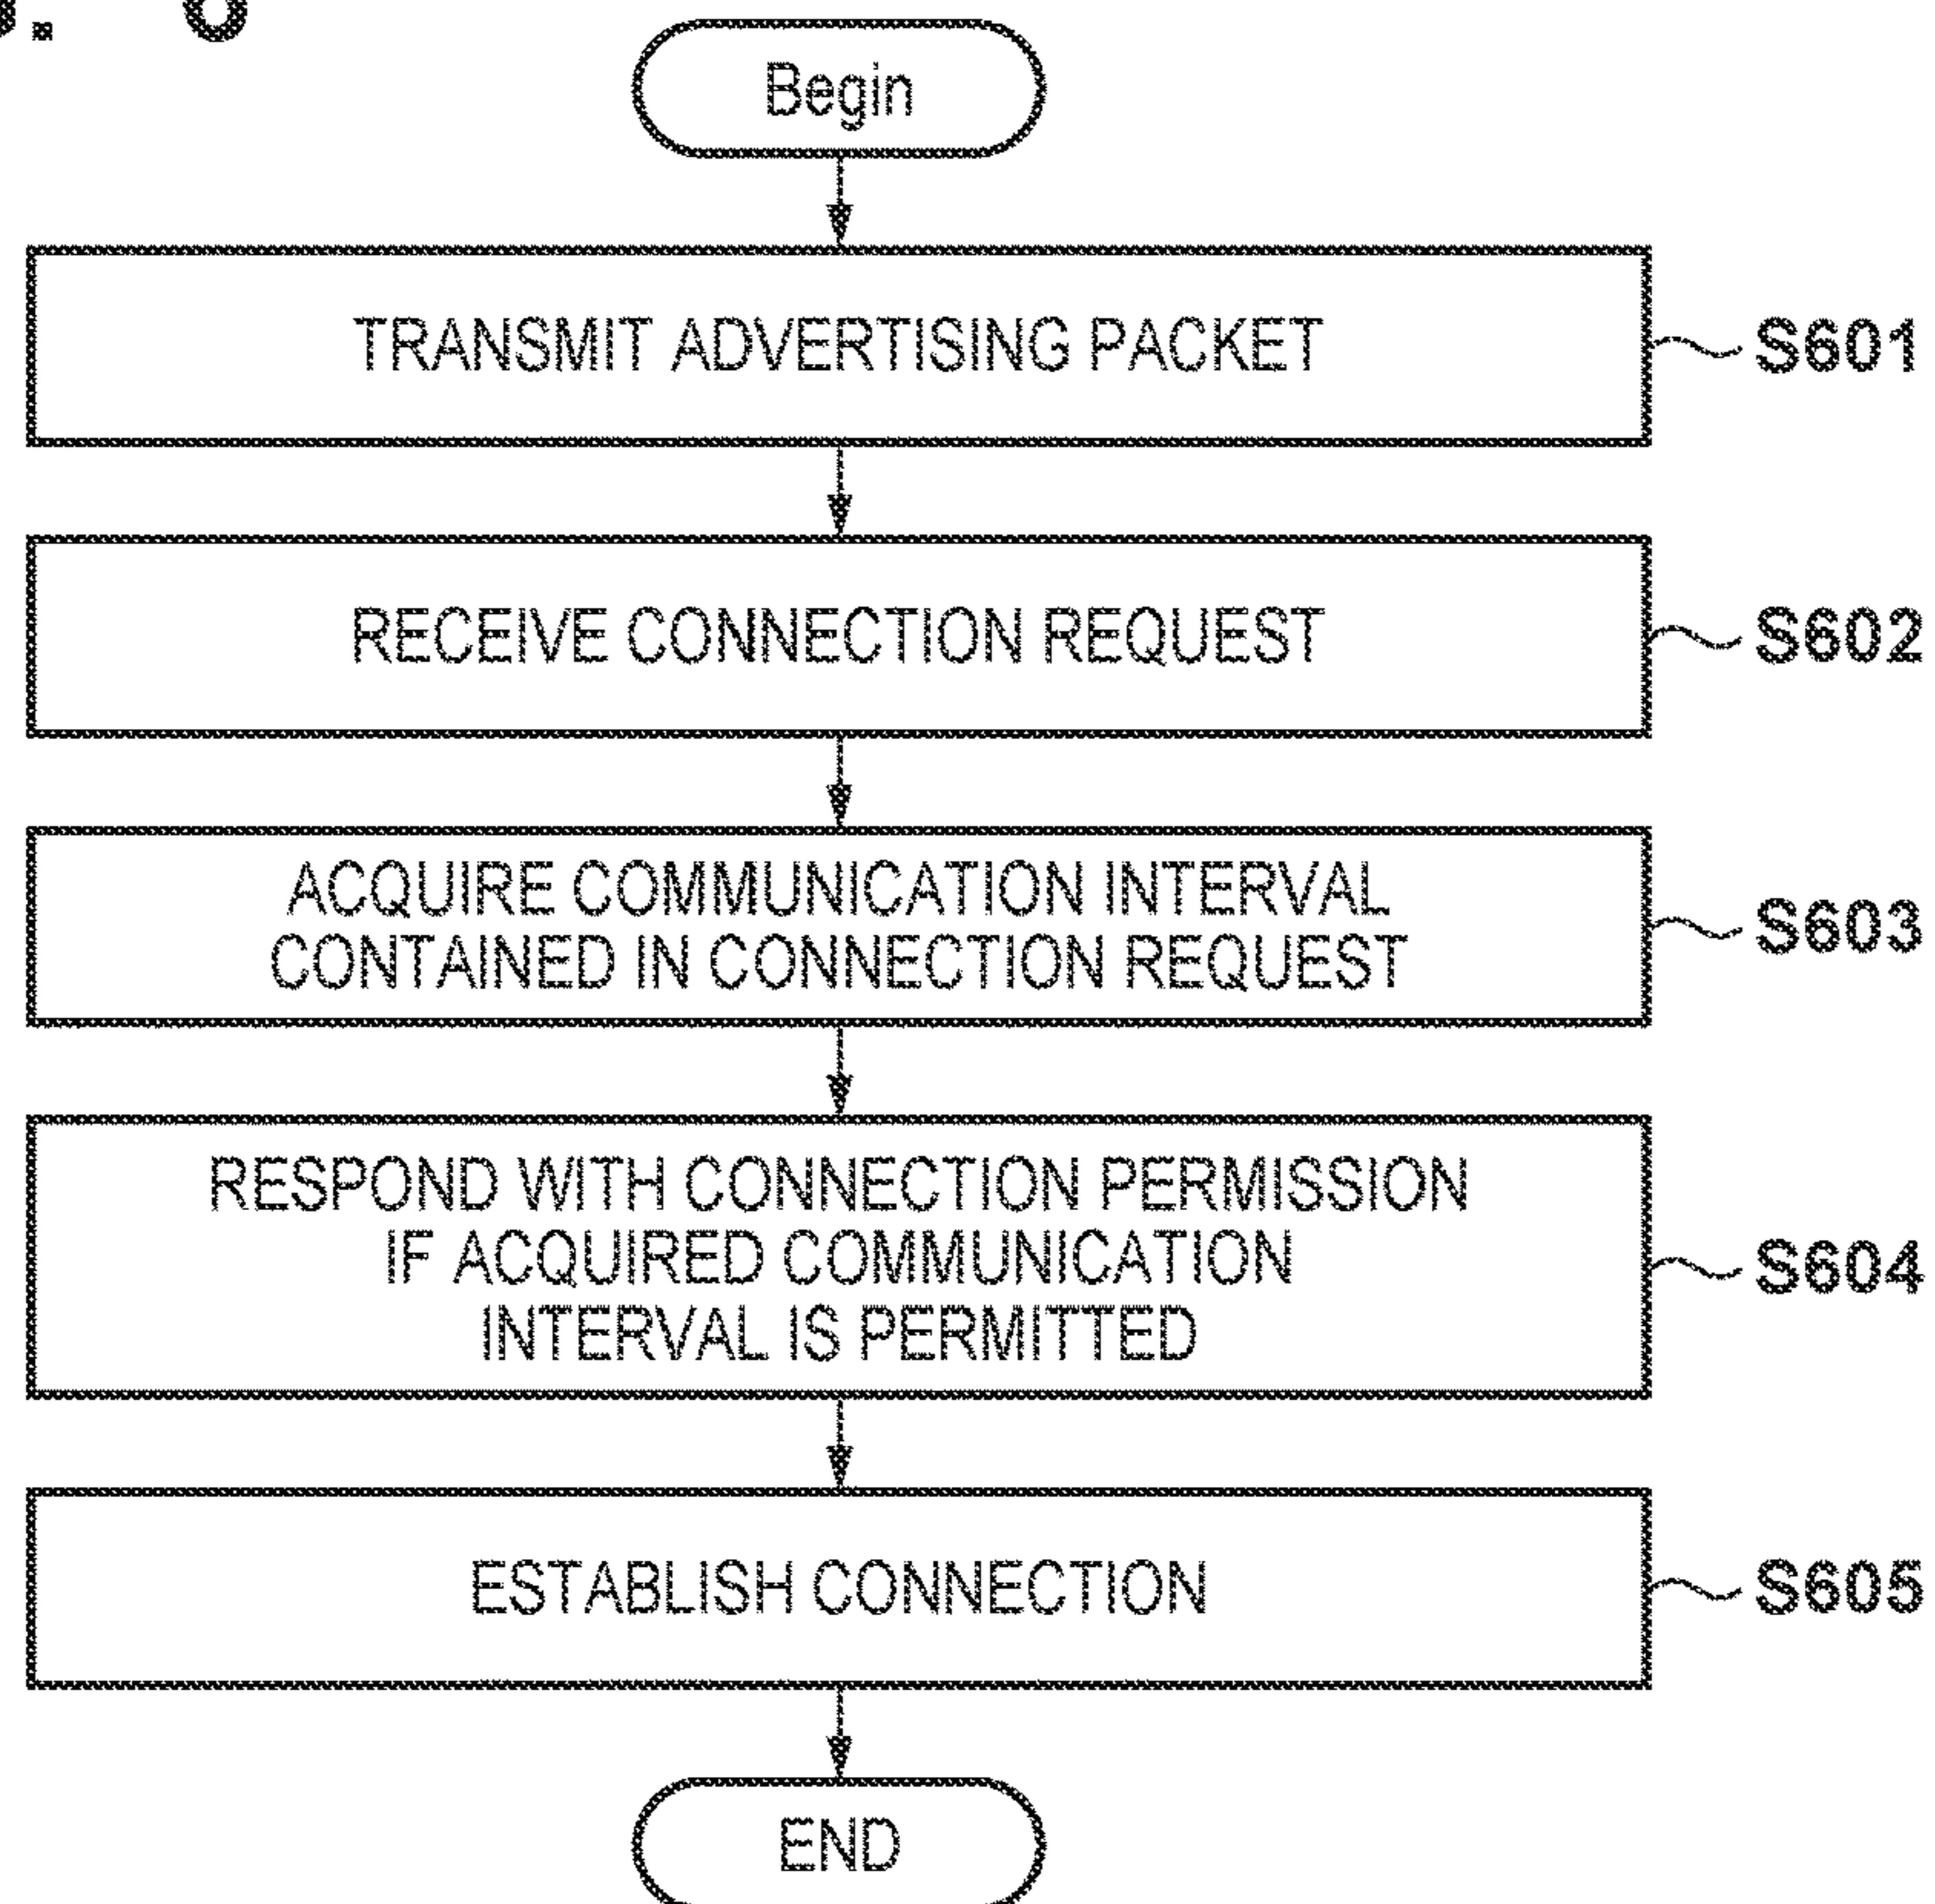 Begin
TRANSMIT ADVERTISING PACKET
S601
RECEIVE CONNECTION REQUEST
S602
ACQUIRE COMMUNICATION INTERVAL
CONTAINED IN CONNECTION REQUEST
S603
RESPOND WITH CONNECTION PERMISSION
IF ACQUIRED COMMUNICATION
INTERVAL IS PERMITTED
S604
ESTABLISH CONNECTION
S605
END